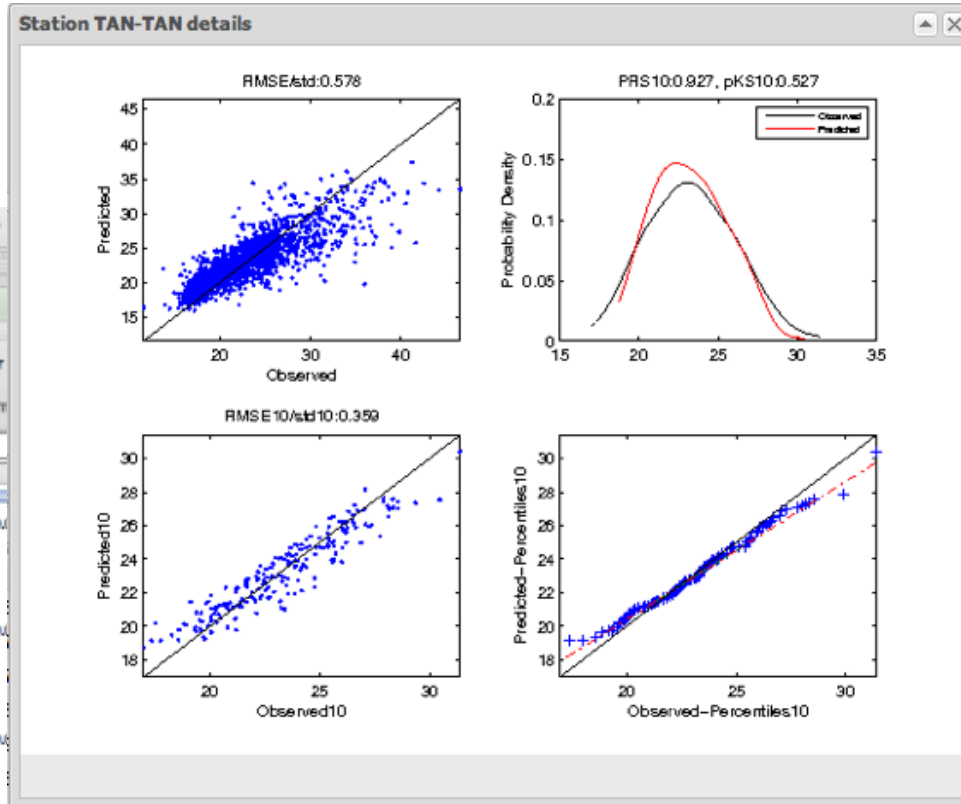 Station TAN-TAN details
RMSE/std:0.578
45
40
35
30
25
20
15
Predicted
20 30 40
Observed
PRS10:0.927, pKS10:0.527
0.2
0.15
0.1
0.05
0
Probability Density
Observed
Predicted
15 20 25 30 35
RMSE10/std10:0.359
30
28
26
24
22
20
18
Predicted10
20 25 30
Observed10
30
28
26
24
22
20
18
Predicted-Percentiles10
20 25 30
Observed-Percentiles10